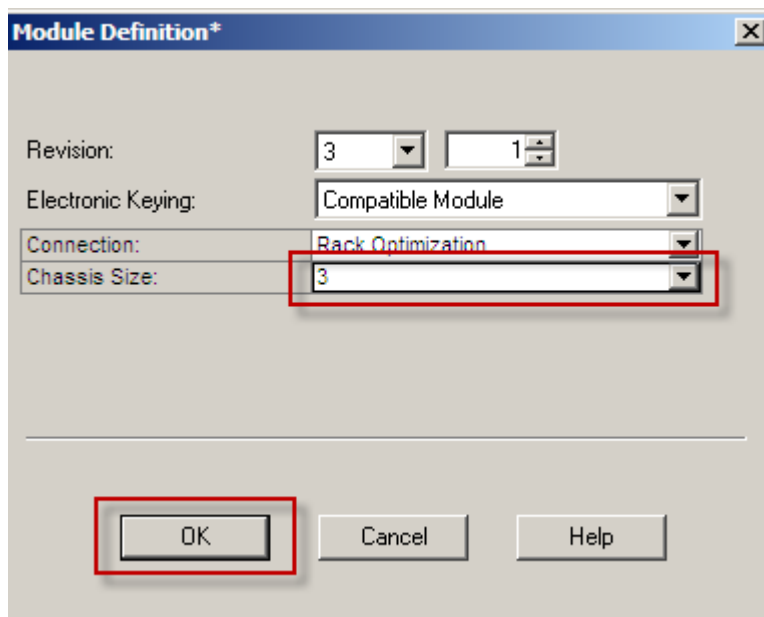 Module Definition*
Revision: 3 1
Electronic Keying: Compatible Module
Connection: Rack Optimization
Chassis Size: 3
OK Cancel Help